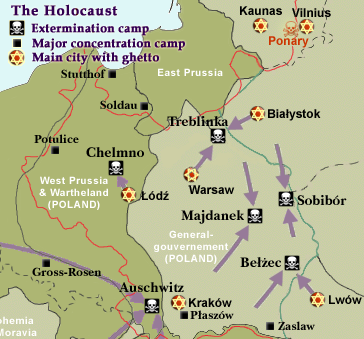 The Holocaust
Extermination camp
Major concentration camp
Main city with ghetto
Kaunas
Vilnius
Ponary
Stutthof
East Prussia
Soldau
Treblinka
Białystok
Potulice
Chelmno
West Prussia
& Wartheland
(POLAND)
Łódź
Warsaw
Sobibór
Majdanek
General-
gouvernement
(POLAND)
Bełżec
Gross-Rosen
Auschwitz
Kraków
Lwów
Płaszów
Zaslaw
ohemia
Moravia